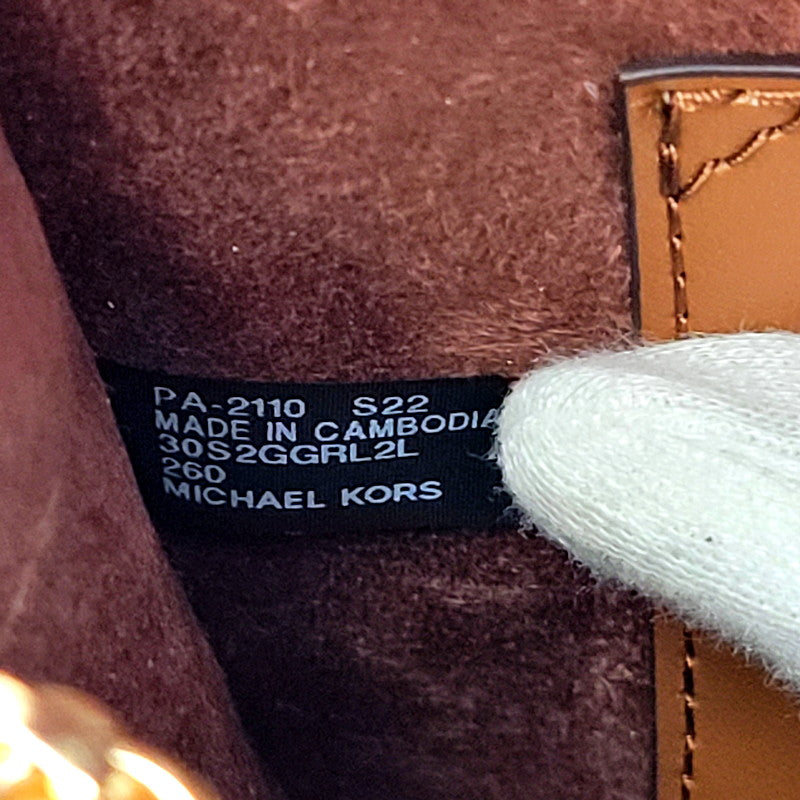 PA-2110 S22
MADE IN CAMBODIA
30S2GGRL2L
260
MICHAEL KORS